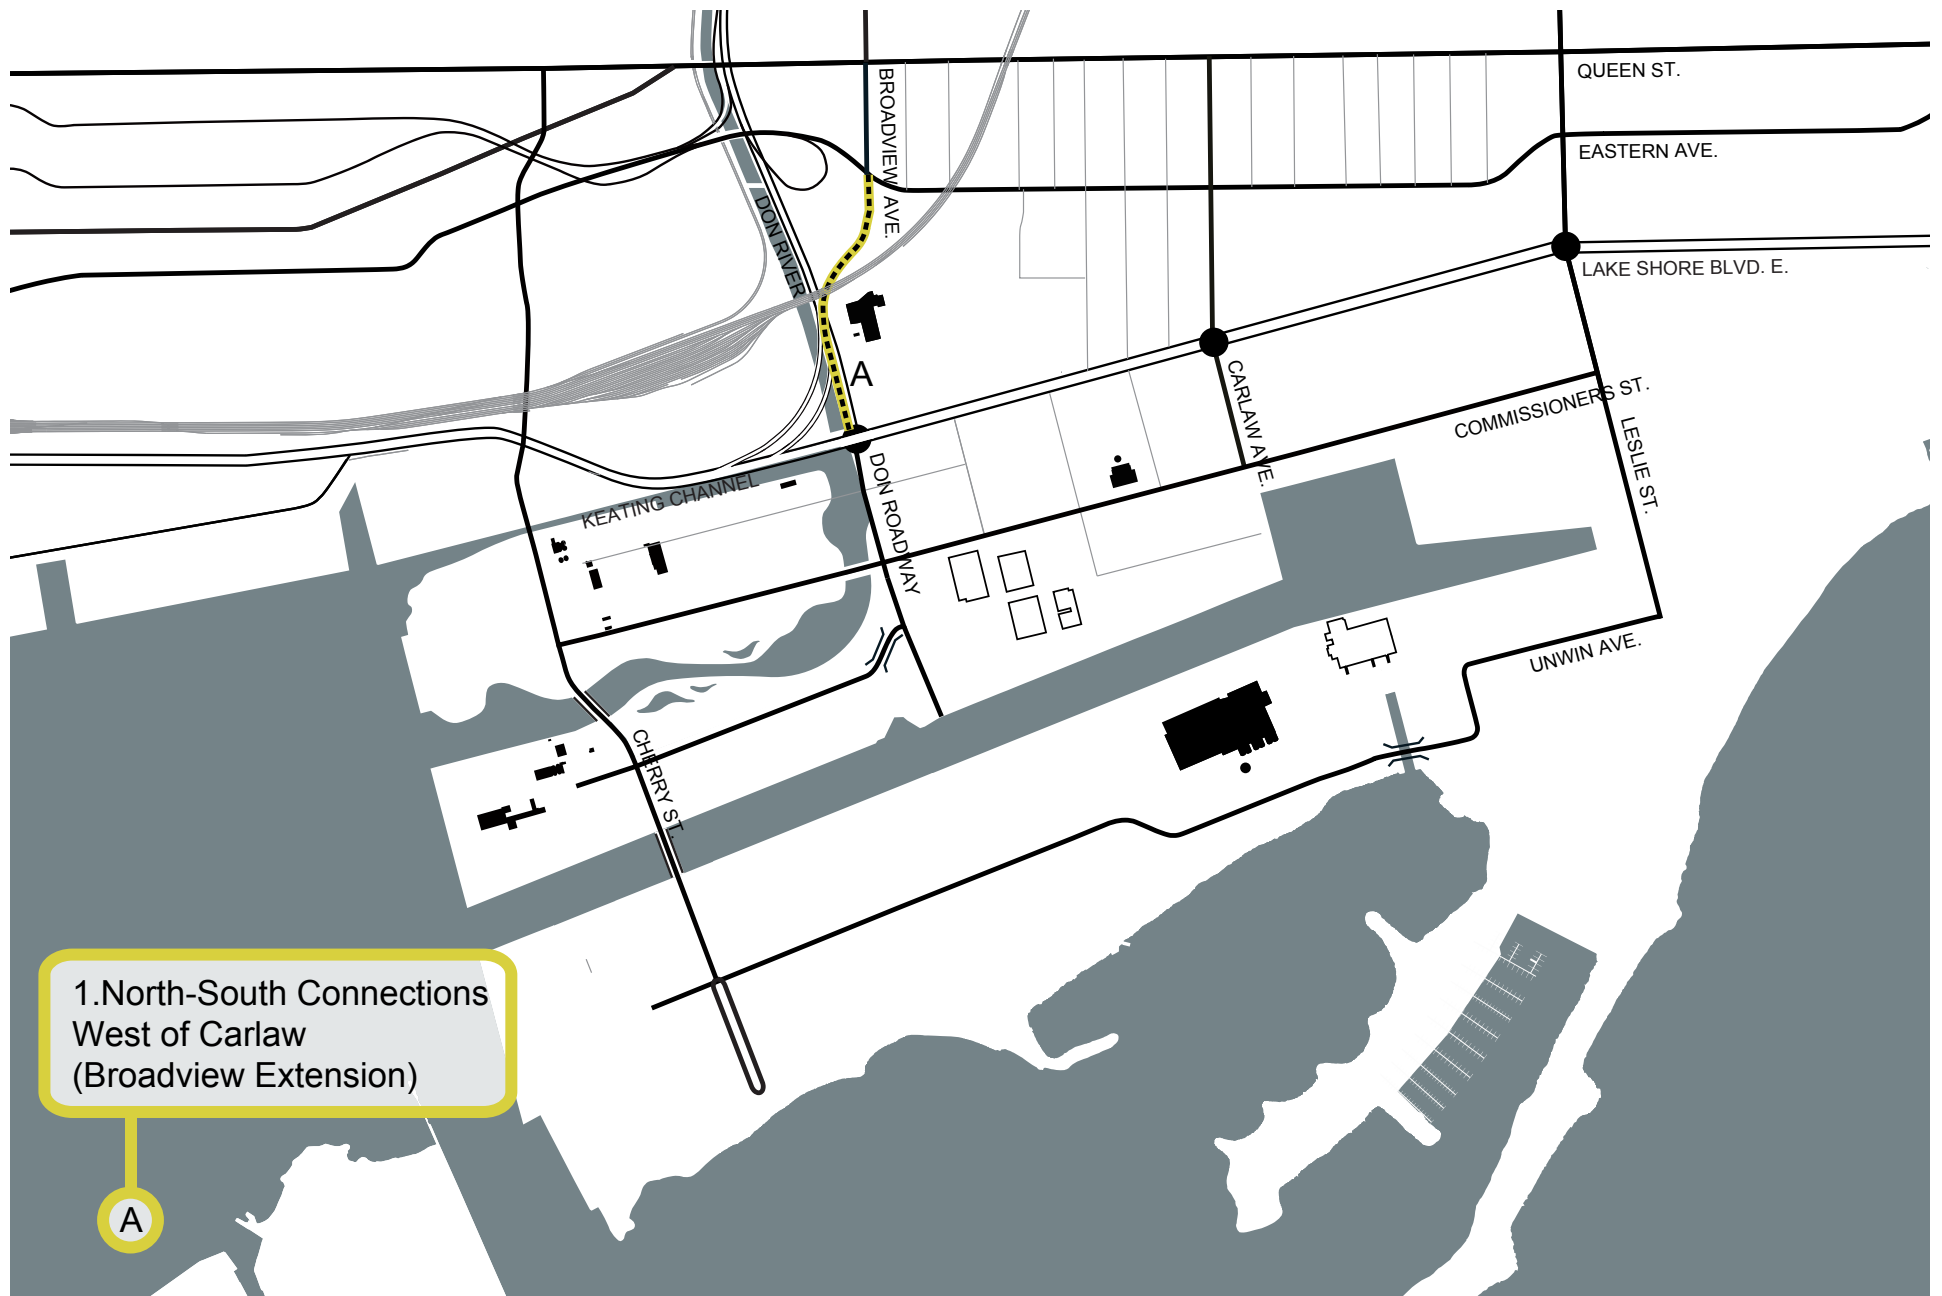 QUEEN ST.
BROADVIEW AVE.
EASTERN AVE.
DON RIVER
LAKE SHORE BLVD. E.
A
CARLAW AVE.
COMMISSIONERS ST.
LESLIE ST.
DON ROADWAY
KEATING CHANNEL
UNWIN AVE.
CHERRY ST.
1.North-South Connections
West of Carlaw
(Broadview Extension)
A